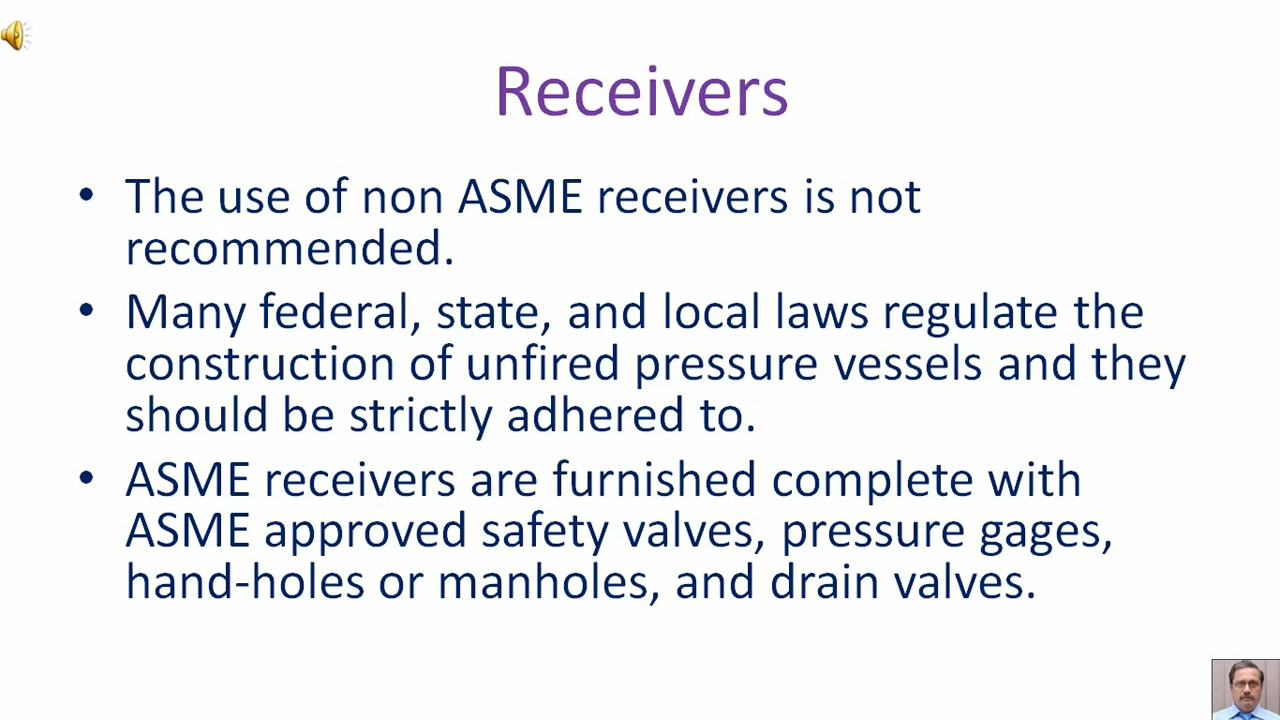 Receivers
• The use of non ASME receivers is not
recommended.
• Many federal, state, and local laws regulate the
construction of unfired pressure vessels and they
should be strictly adhered to.
• ASME receivers are furnished complete with
ASME approved safety valves, pressure gages,
hand-holes or manholes, and drain valves.